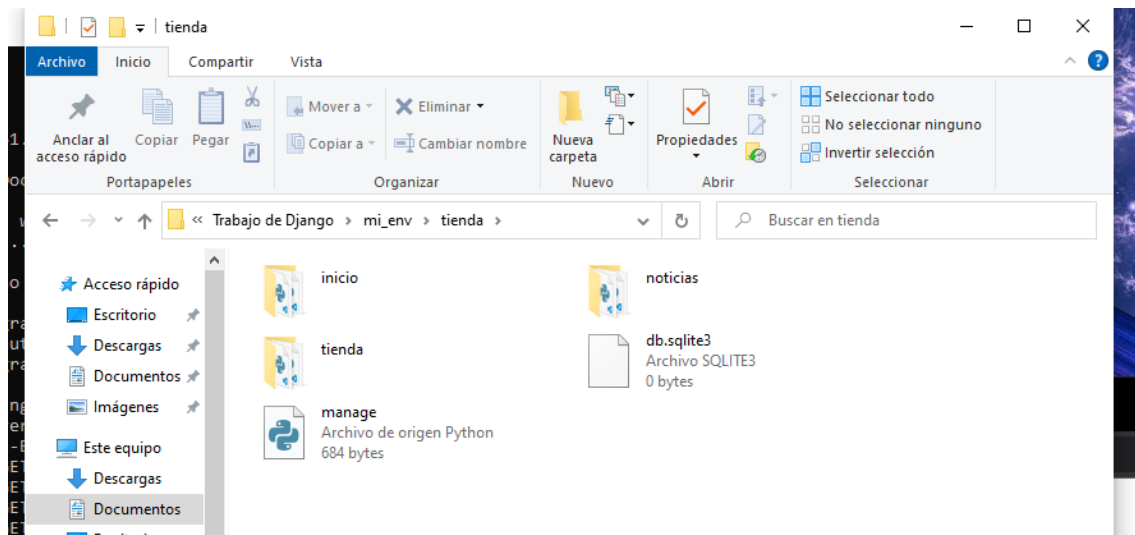 tienda
Archivo Inicio Compartir Vista
Anclar al acceso rápido
Copiar
Pegar
Portapapeles
Mover a
Copiar a
Eliminar
Cambiar nombre
Organizar
Nueva carpeta
Nuevo
Propiedades
Abrir
Seleccionar todo
No seleccionar ninguno
Invertir selección
Seleccionar
« Trabajo de Django > mi_env > tienda >
Buscar en tienda
Acceso rápido
Escritorio
Descargas
Documentos
Imágenes
Este equipo
Descargas
Documentos
inicio
noticias
tienda
db.sqlite3
Archivo SQLITE3
0 bytes
manage
Archivo de origen Python
684 bytes